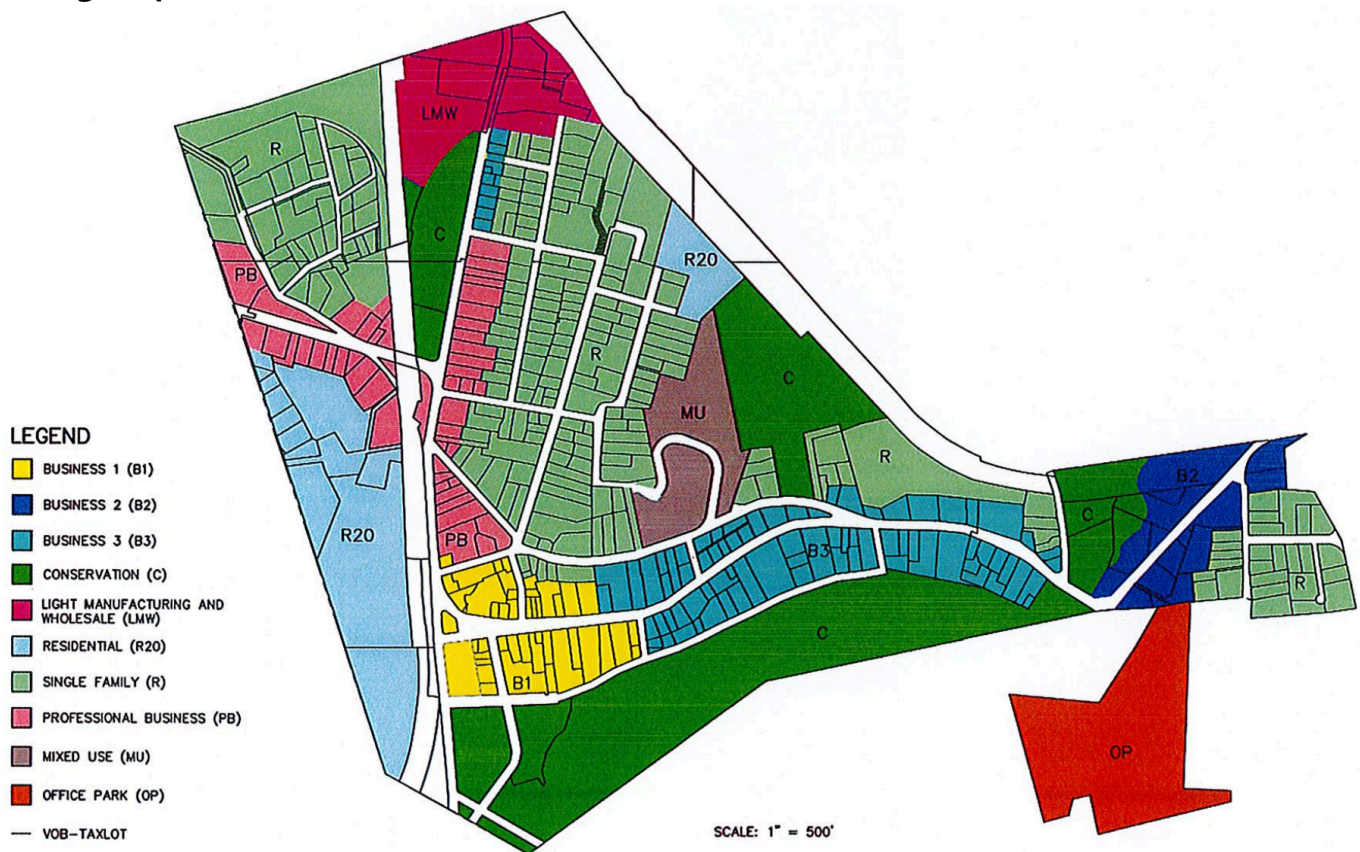 LMW
R
C
PB
R20
R
C
MU
R
B2
C
PB
R20
B3
R
C
B1
OP
LEGEND
BUSINESS 1 (B1)
BUSINESS 2 (B2)
BUSINESS 3 (B3)
CONSERVATION (C)
LIGHT MANUFACTURING AND
WHOLESALE (LMW)
RESIDENTIAL (R20)
SINGLE FAMILY (R)
PROFESSIONAL BUSINESS (PB)
MIXED USE (MU)
OFFICE PARK (OP)
VOB-TAXLOT
SCALE: 1" = 500'